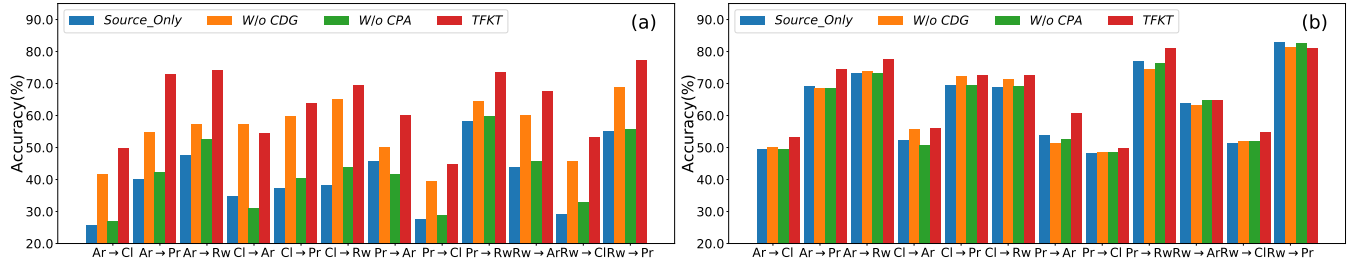 Source_Only W/o CDG W/o CPA TFKT (a)
90.0
80.0
70.0
60.0
50.0
40.0
30.0
20.0
Accuracy(%)
Ar → Cl Ar → Pr Ar → Rw Cl → Ar Cl → Pr Cl → Rw Pr → Ar Pr → Cl Pr → Rw Rw → Ar Rw → Cl Rw → Pr
Source_Only W/o CDG W/o CPA TFKT (b)
90.0
80.0
70.0
60.0
50.0
40.0
30.0
20.0
Accuracy(%)
Ar → Cl Ar → Pr Ar → Rw Cl → Ar Cl → Pr Cl → Rw Pr → Ar Pr → Cl Pr → Rw Rw → Ar Rw → Cl Rw → Pr